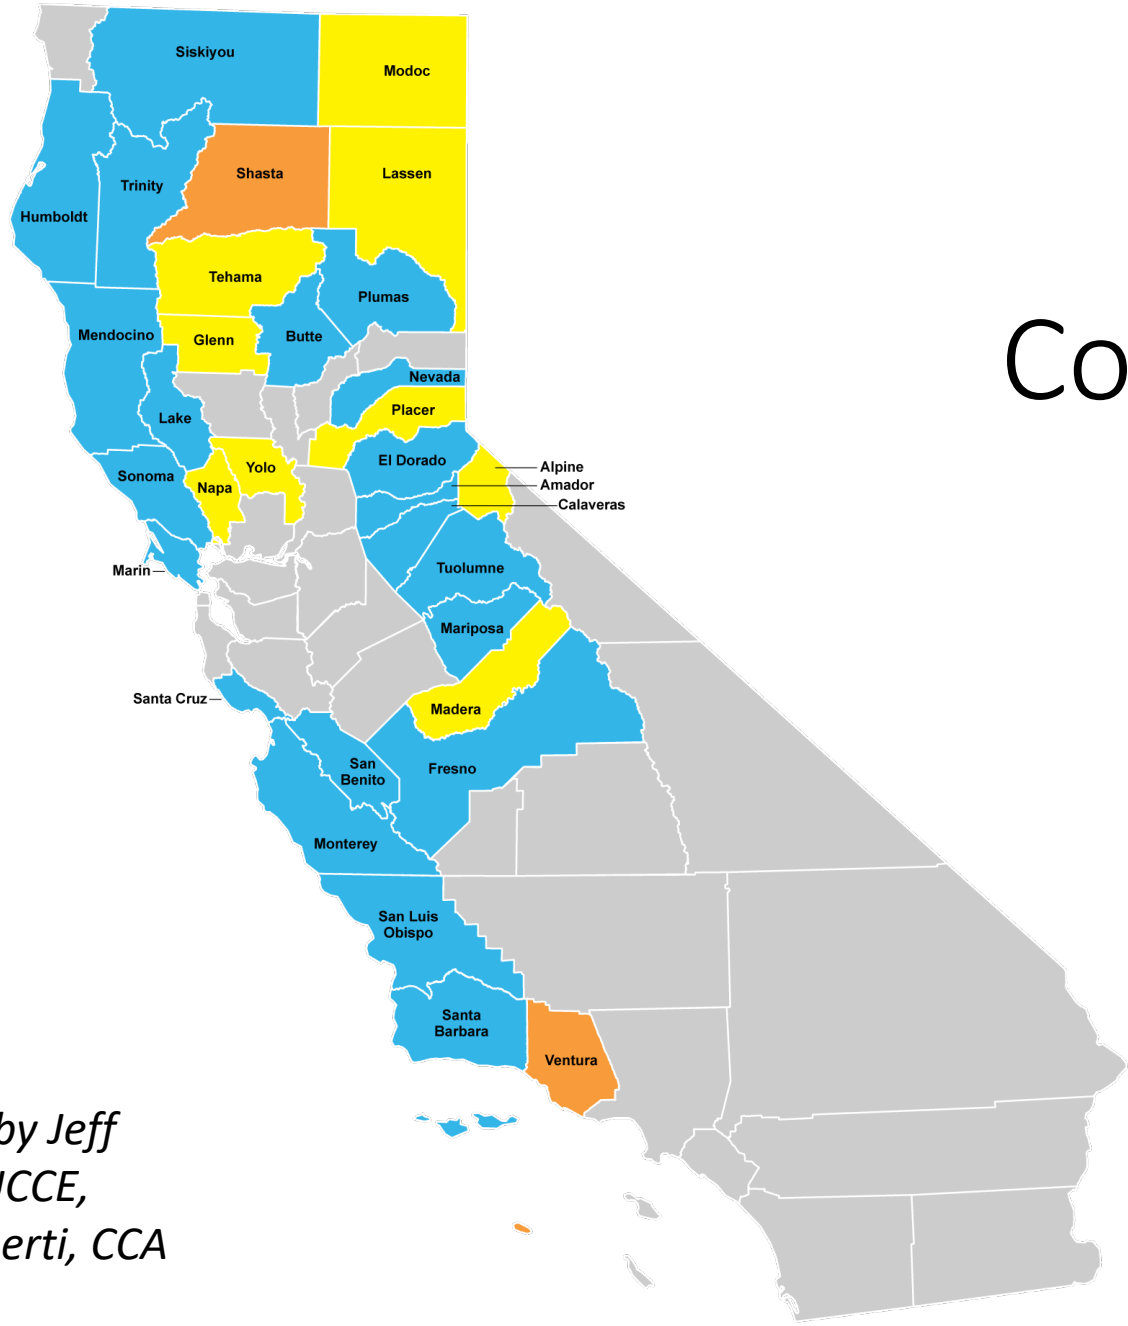 Siskiyou
Modoc
Shasta
Lassen
Trinity
Humboldt
Tehama
Plumas
Mendocino
Glenn
Butte
Nevada
Placer
Lake
El Dorado
Alpine
Yolo
Sonoma
Napa
Amador
Calaveras
Marin
Tuolumne
Mariposa
Santa Cruz
Madera
San
Benito
Fresno
Monterey
San Luis
Obispo
Santa
Barbara
Ventura
Co
by Jeff
CCE,
erti, CCA